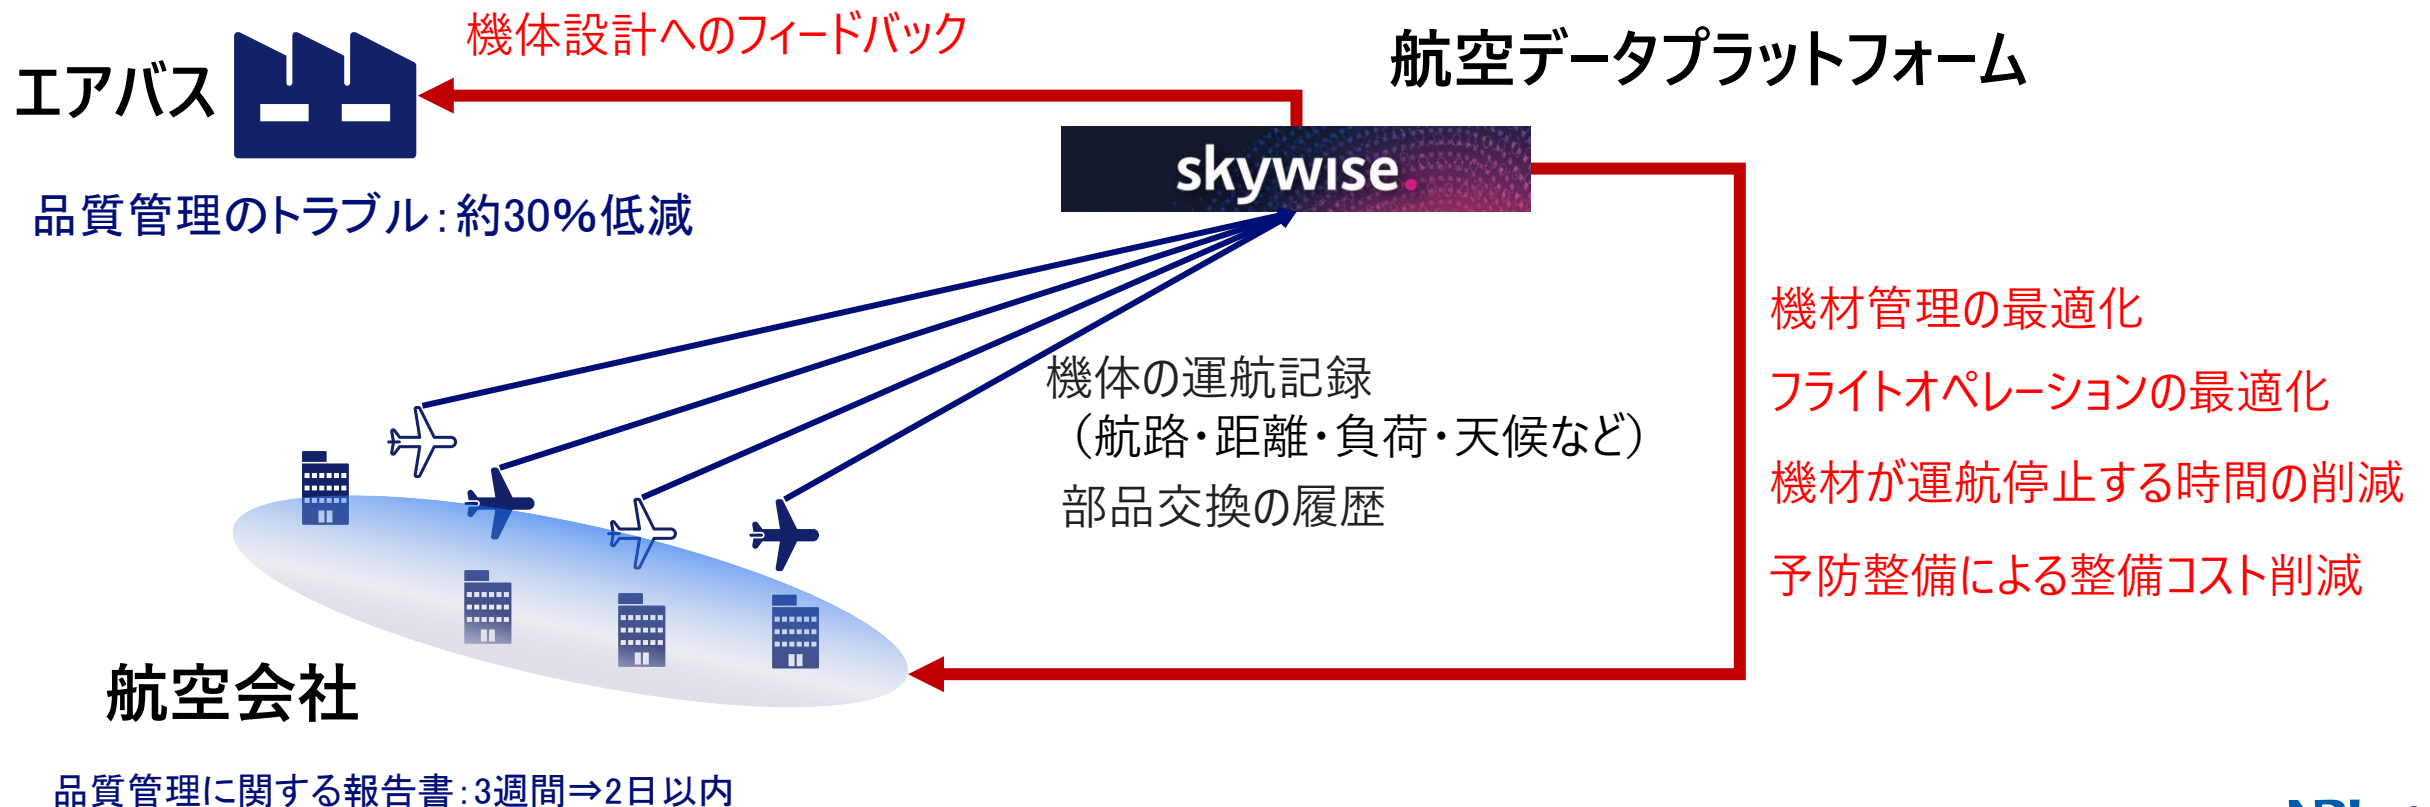 機体設計へのフィードバック
航空データプラットフォーム
エアバス
skywise.
品質管理のトラブル：約30%低減
機材管理の最適化
機体の運航記録
フライトオペレーションの最適化
（航路・距離・負荷・天候など）
機材が運航停止する時間の削減
部品交換の履歴
予防整備による整備コスト削減
航空会社
品質管理に関する報告書：3週間⇒2日以内